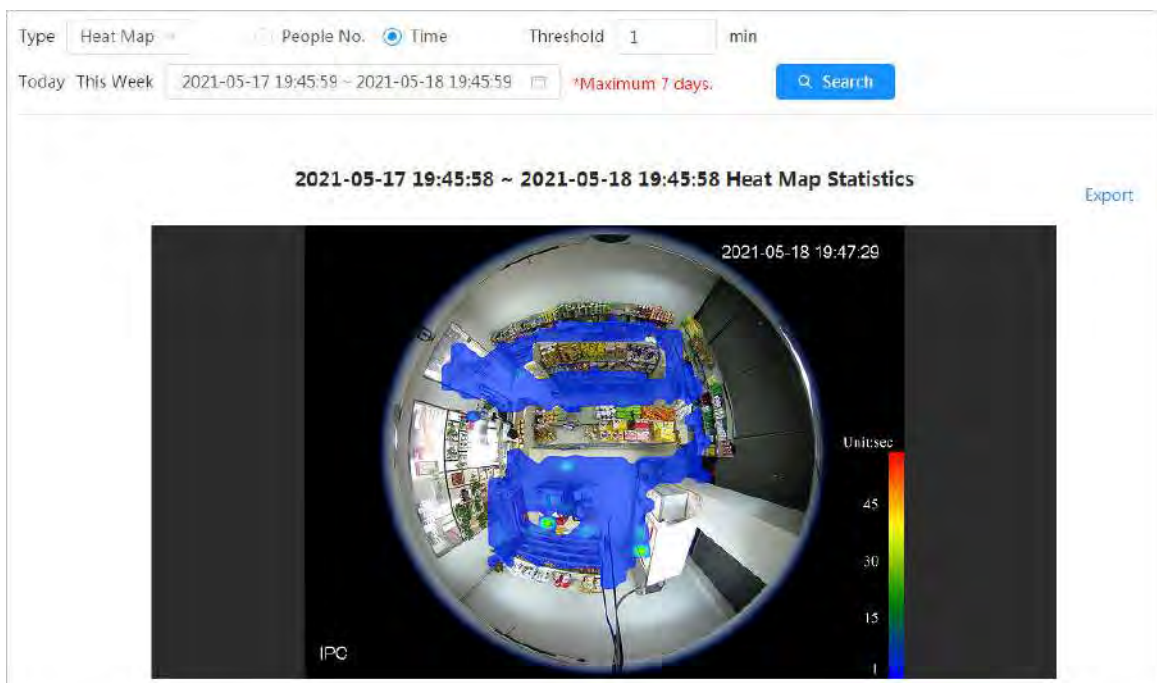 Type Heat Map People No. Time Threshold 1 min
Today This Week 2021-05-17 19:45:59 ~ 2021-05-18 19:45:59 *Maximum 7 days. Search
2021-05-17 19:45:58 ~ 2021-05-18 19:45:58 Heat Map Statistics
Export
2021-05-18 19:47:29
Unit:sec
45
30
15
1
IPC